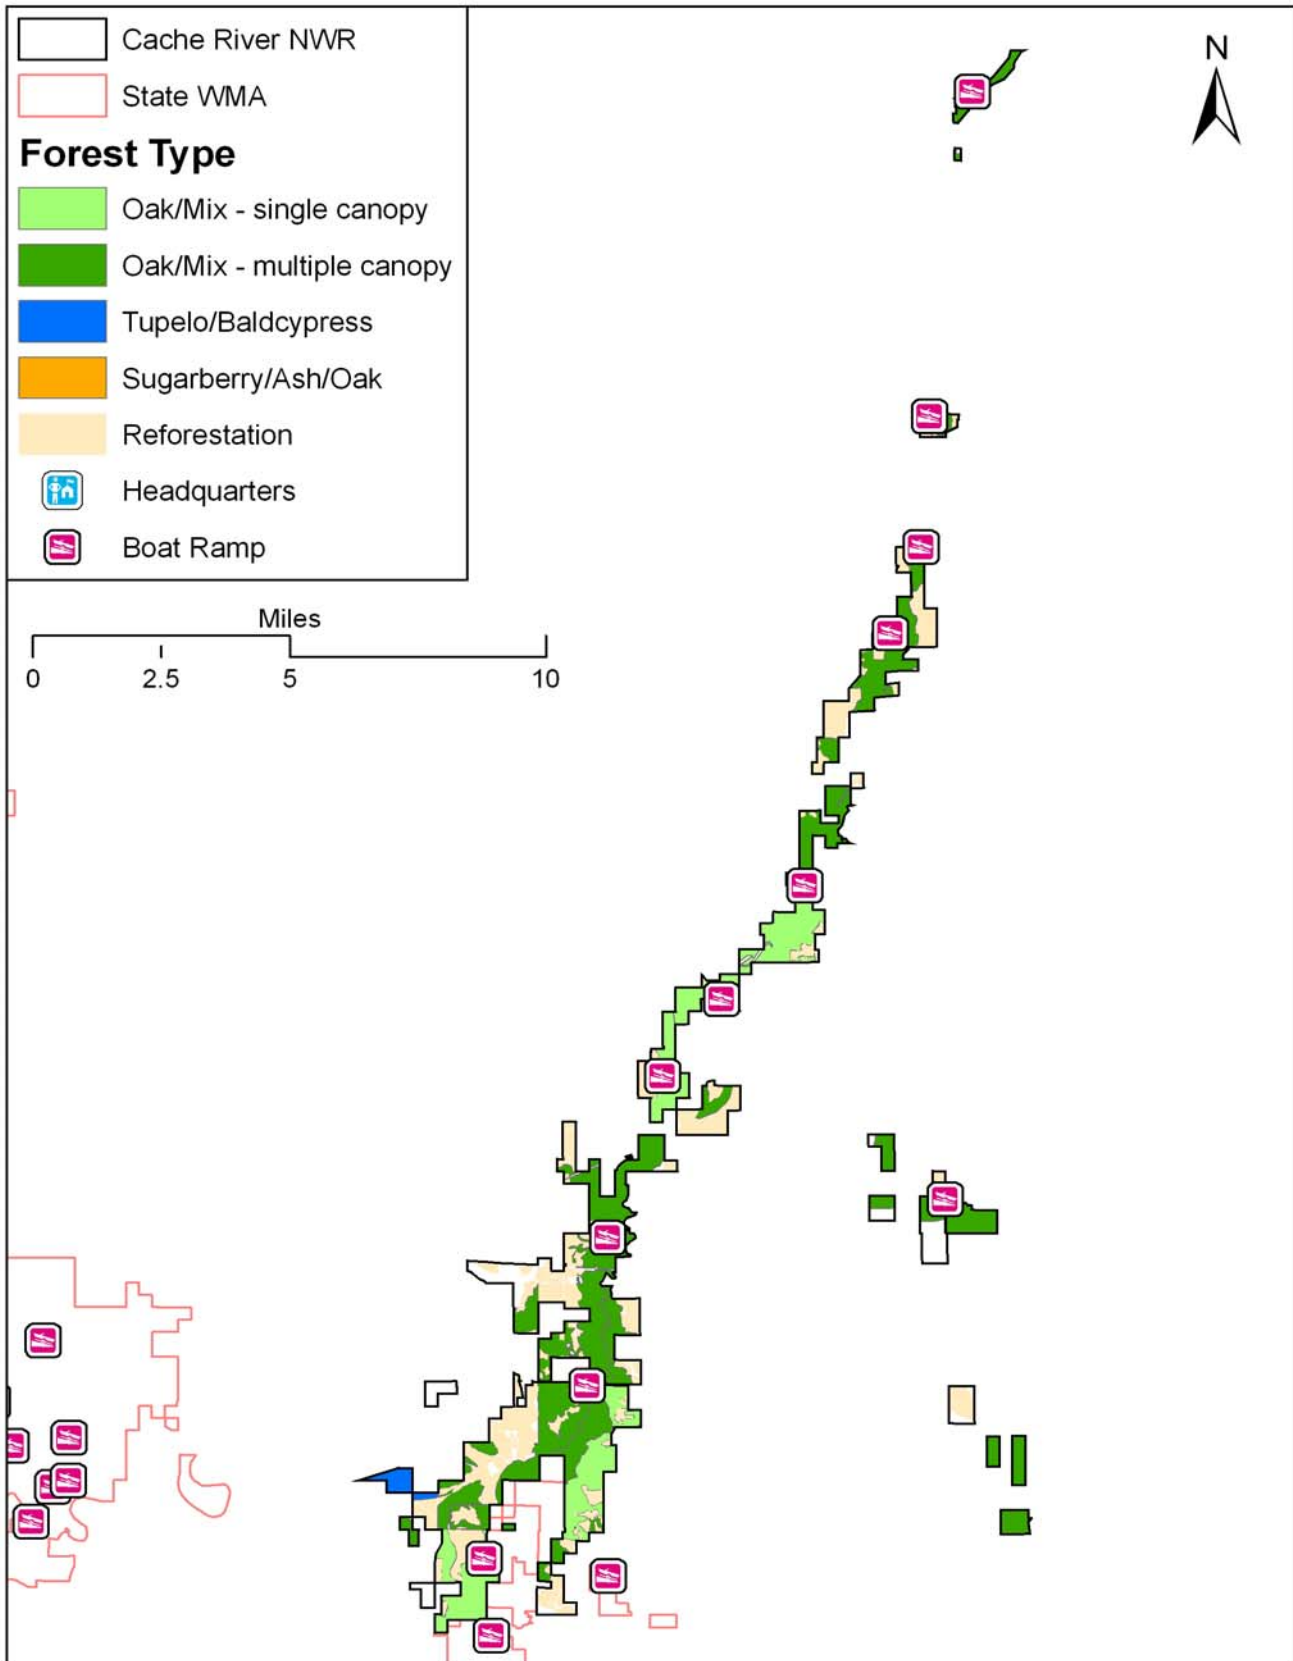 Cache River NWR
State WMA
Forest Type
Oak/Mix - single canopy
Oak/Mix - multiple canopy
Tupelo/Baldcypress
Sugarberry/Ash/Oak
Reforestation
Headquarters
Boat Ramp
N
Miles
0 2.5 5 10